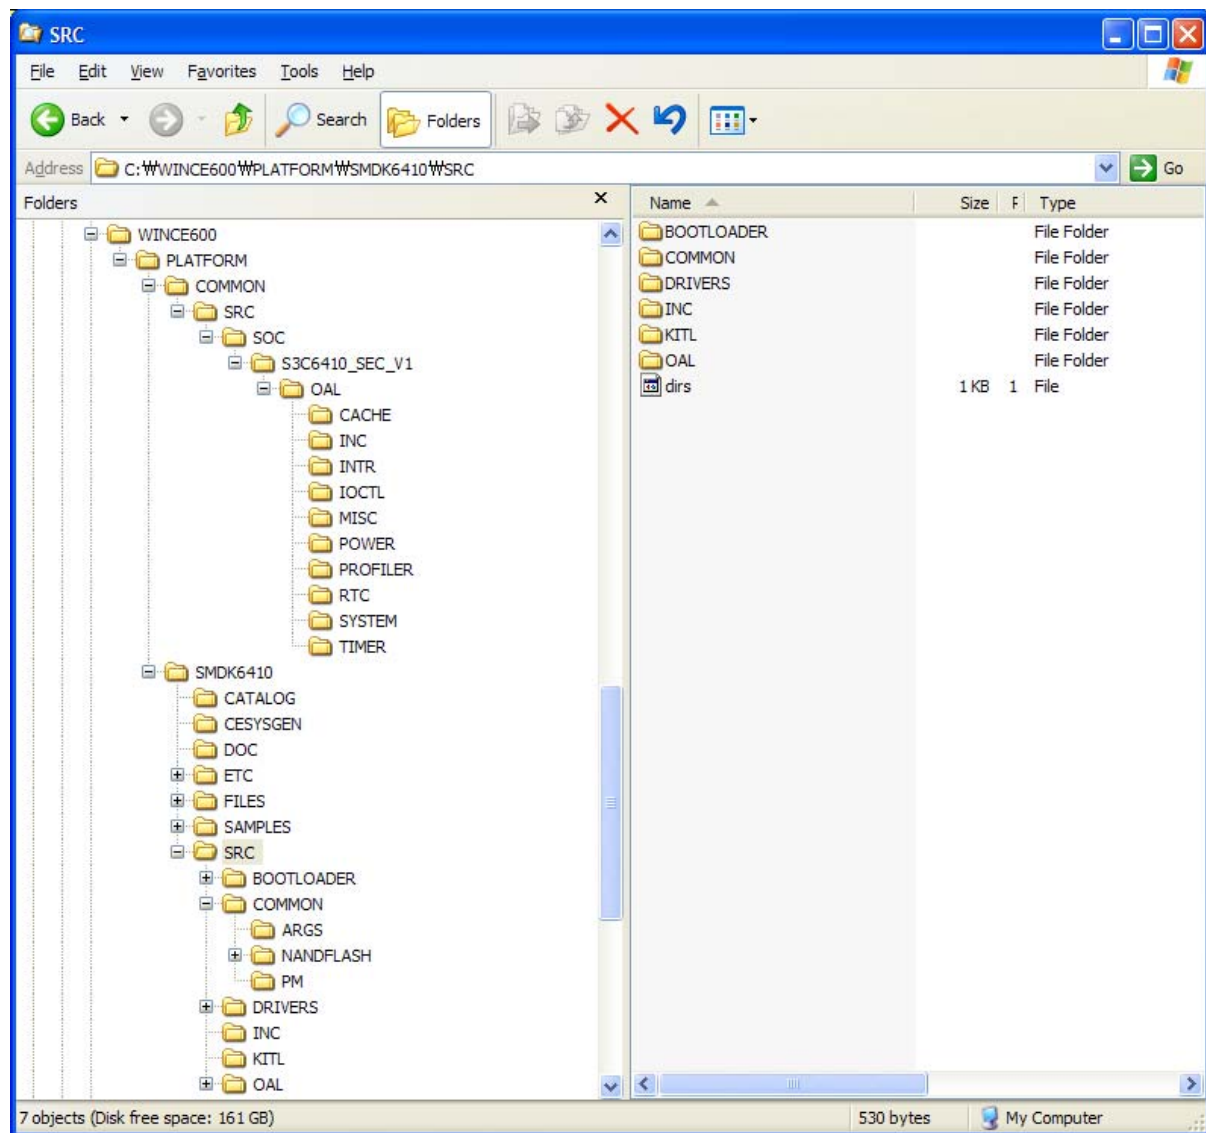 SRC
File Edit View Favorites Tools Help
Back Search Folders
Address C:₩WINCE600₩PLATFORM₩SMDK6410₩SRC Go
Folders x
Name Size F Type
WINCE600
PLATFORM
COMMON
SRC
SOC
S3C6410_SEC_V1
OAL
CACHE
INC
INTR
IOCTL
MISC
POWER
PROFILER
RTC
SYSTEM
TIMER
SMDK6410
CATALOG
CESYSGEN
DOC
ETC
FILES
SAMPLES
SRC
BOOTLOADER
COMMON
ARGS
NANDFLASH
PM
DRIVERS
INC
KITL
OAL
BOOTLOADER File Folder
COMMON File Folder
DRIVERS File Folder
INC File Folder
KITL File Folder
OAL File Folder
dirs 1 KB 1 File
7 objects (Disk free space: 161 GB) 530 bytes My Computer